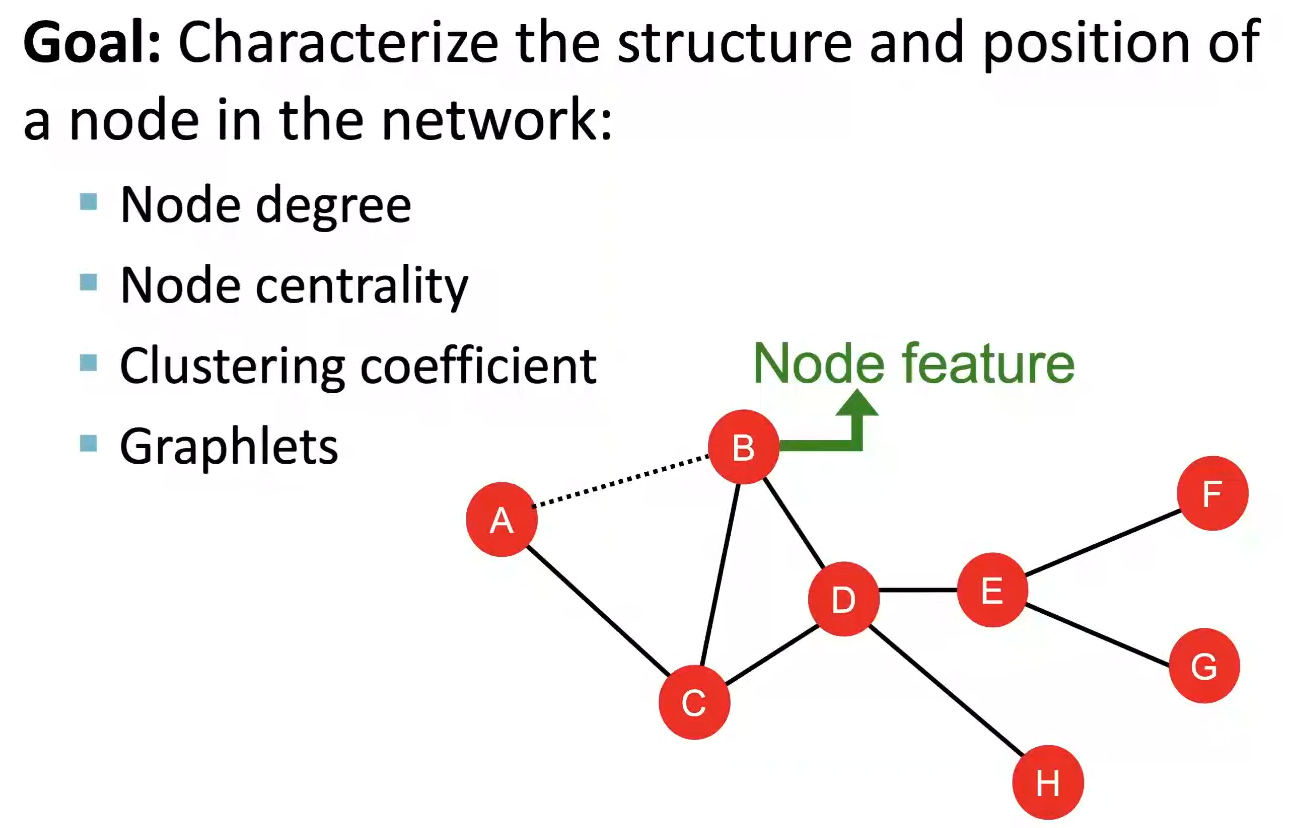 Goal: Characterize the structure and position of
a node in the network:
Node degree
Node centrality
Clustering coefficient
Graphlets
Node feature
B
F
A
E
D
G
C
H